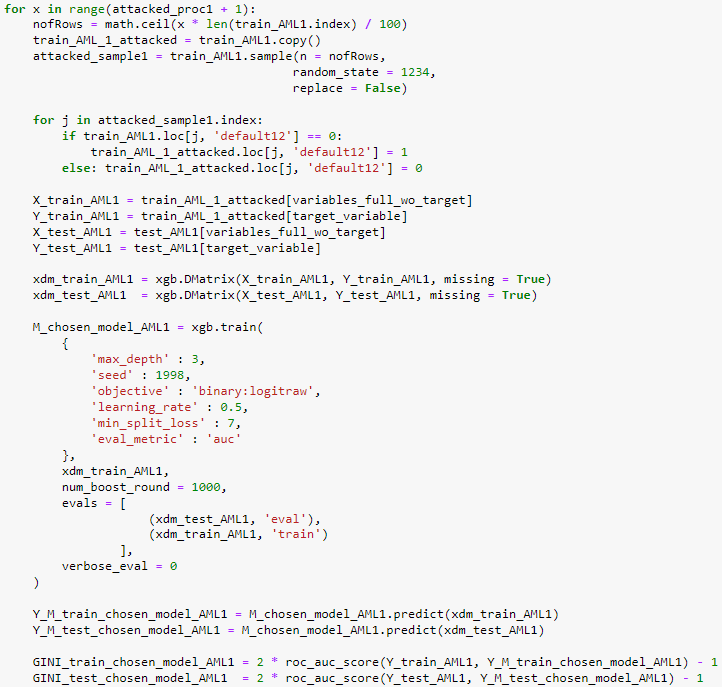 for x in range(attacked_proc1 + 1):
    nofRows = math.ceil(x * len(train_AML1.index) / 100)
    train_AML_1_attacked = train_AML1.copy()
    attacked_sample1 = train_AML1.sample(n = nofRows,
                                         random_state = 1234,
                                         replace = False)

    for j in attacked_sample1.index:
        if train_AML1.loc[j, 'default12'] == 0:
            train_AML_1_attacked.loc[j, 'default12'] = 1
        else: train_AML_1_attacked.loc[j, 'default12'] = 0

    X_train_AML1 = train_AML_1_attacked[variables_full_wo_target]
    Y_train_AML1 = train_AML_1_attacked[target_variable]
    X_test_AML1 = test_AML1[variables_full_wo_target]
    Y_test_AML1 = test_AML1[target_variable]

    xdm_train_AML1 = xgb.DMatrix(X_train_AML1, Y_train_AML1, missing = True)
    xdm_test_AML1  = xgb.DMatrix(X_test_AML1, Y_test_AML1, missing = True)

    M_chosen_model_AML1 = xgb.train(
        {
            'max_depth' : 3,
            'seed' : 1998,
            'objective' : 'binary:logitraw',
            'learning_rate' : 0.5,
            'min_split_loss' : 7,
            'eval_metric' : 'auc'
        },
        xdm_train_AML1,
        num_boost_round = 1000,
        evals = [
                    (xdm_test_AML1, 'eval'),
                    (xdm_train_AML1, 'train')
                ],
        verbose_eval = 0
    )

    Y_M_train_chosen_model_AML1 = M_chosen_model_AML1.predict(xdm_train_AML1)
    Y_M_test_chosen_model_AML1 = M_chosen_model_AML1.predict(xdm_test_AML1)

    GINI_train_chosen_model_AML1 = 2 * roc_auc_score(Y_train_AML1, Y_M_train_chosen_model_AML1) - 1
    GINI_test_chosen_model_AML1  = 2 * roc_auc_score(Y_test_AML1, Y_M_test_chosen_model_AML1) - 1